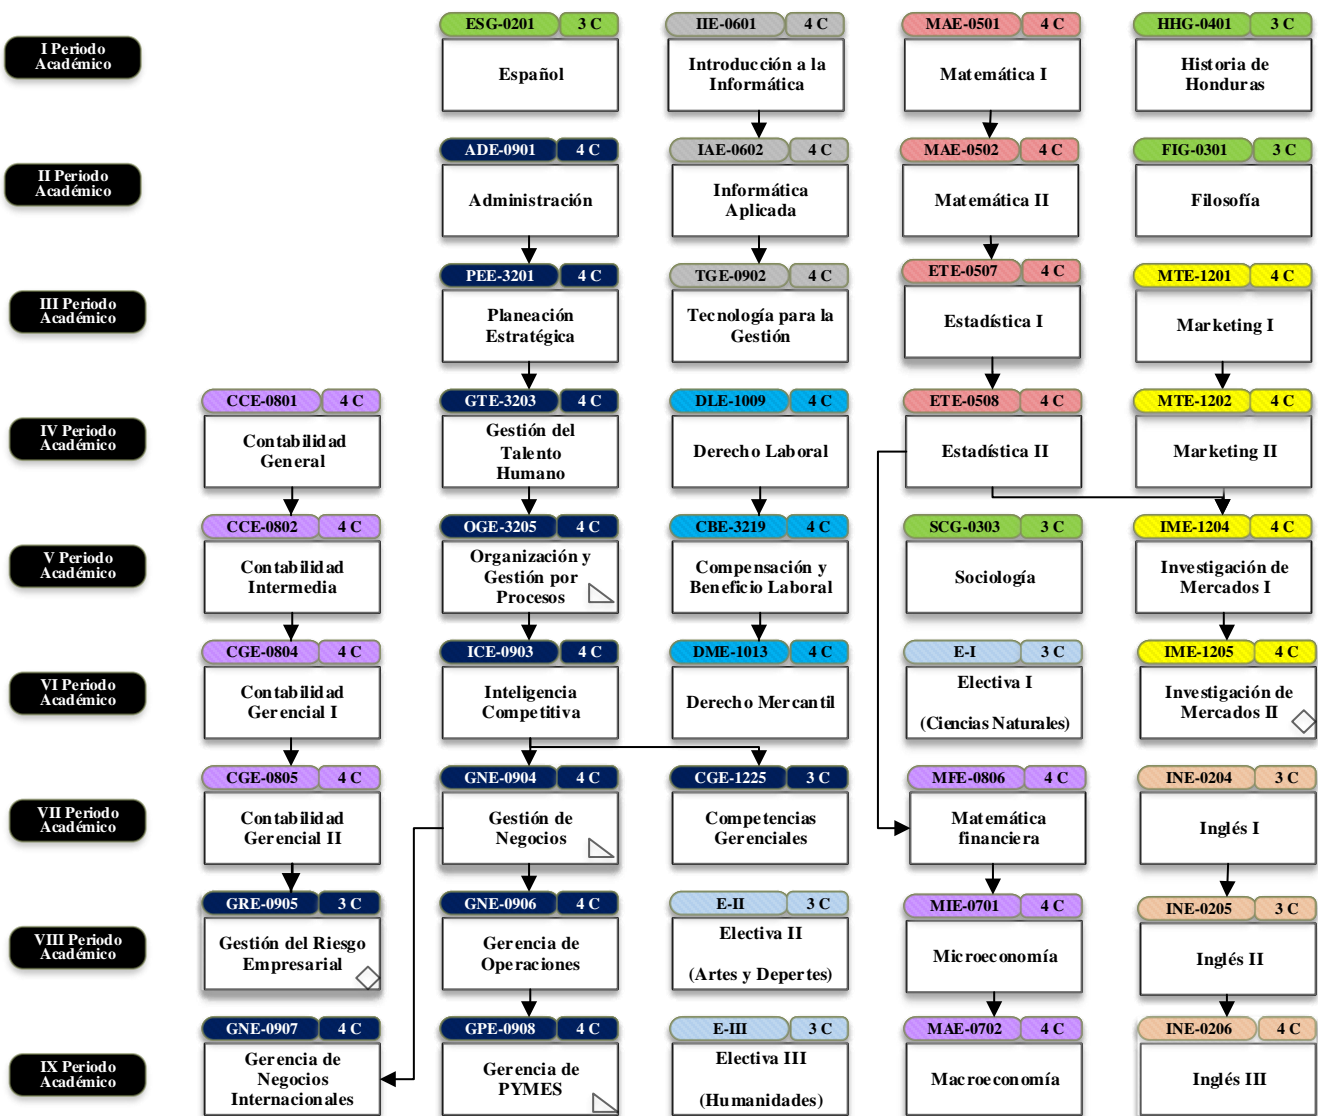 I Periodo
Académico
ESG-0201 3 C
Español
IIE-0601 4 C
Introducción a la
Informática
MAE-0501 4 C
Matemática I
HHG-0401 3 C
Historia de
Honduras
II Periodo
Académico
ADE-0901 4 C
Administración
IAE-0602 4 C
Informática
Aplicada
MAE-0502 4 C
Matemática II
FIG-0301 3 C
Filosofía
III Periodo
Académico
PEE-3201 4 C
Planeación
Estratégica
TGE-0902 4 C
Tecnología para la
Gestión
ETE-0507 4 C
Estadística I
MTE-1201 4 C
Marketing I
IV Periodo
Académico
CCE-0801 4 C
Contabilidad
General
GTE-3203 4 C
Gestión del
Talento
Humano
DLE-1009 4 C
Derecho Laboral
ETE-0508 4 C
Estadística II
MTE-1202 4 C
Marketing II
V Periodo
Académico
CCE-0802 4 C
Contabilidad
Intermedia
OGE-3205 4 C
Organización y
Gestión por
Procesos
CBE-3219 4 C
Compensación y
Beneficio Laboral
SCG-0303 3 C
Sociología
IME-1204 4 C
Investigación de
Mercados I
VI Periodo
Académico
CGE-0804 4 C
Contabilidad
Gerencial I
ICE-0903 4 C
Inteligencia
Competitiva
DME-1013 4 C
Derecho Mercantil
E-I 3 C
Electiva I
(Ciencias Naturales)
IME-1205 4 C
Investigación de
Mercados II
VII Periodo
Académico
CGE-0805 4 C
Contabilidad
Gerencial II
GNE-0904 4 C
Gestión de
Negocios
CGE-1225 3 C
Competencias
Gerenciales
MFE-0806 4 C
Matemática
financiera
INE-0204 3 C
Inglés I
VIII Periodo
Académico
GRE-0905 3 C
Gestión del Riesgo
Empresarial
GNE-0906 4 C
Gerencia de
Operaciones
E-II 3 C
Electiva II
(Artes y Depertes)
MIE-0701 4 C
Microeconomía
INE-0205 3 C
Inglés II
IX Periodo
Académico
GNE-0907 4 C
Gerencia de
Negocios
Internacionales
GPE-0908 4 C
Gerencia de
PYMES
E-III 3 C
Electiva III
(Humanidades)
MAE-0702 4 C
Macroeconomía
INE-0206 4 C
Inglés III